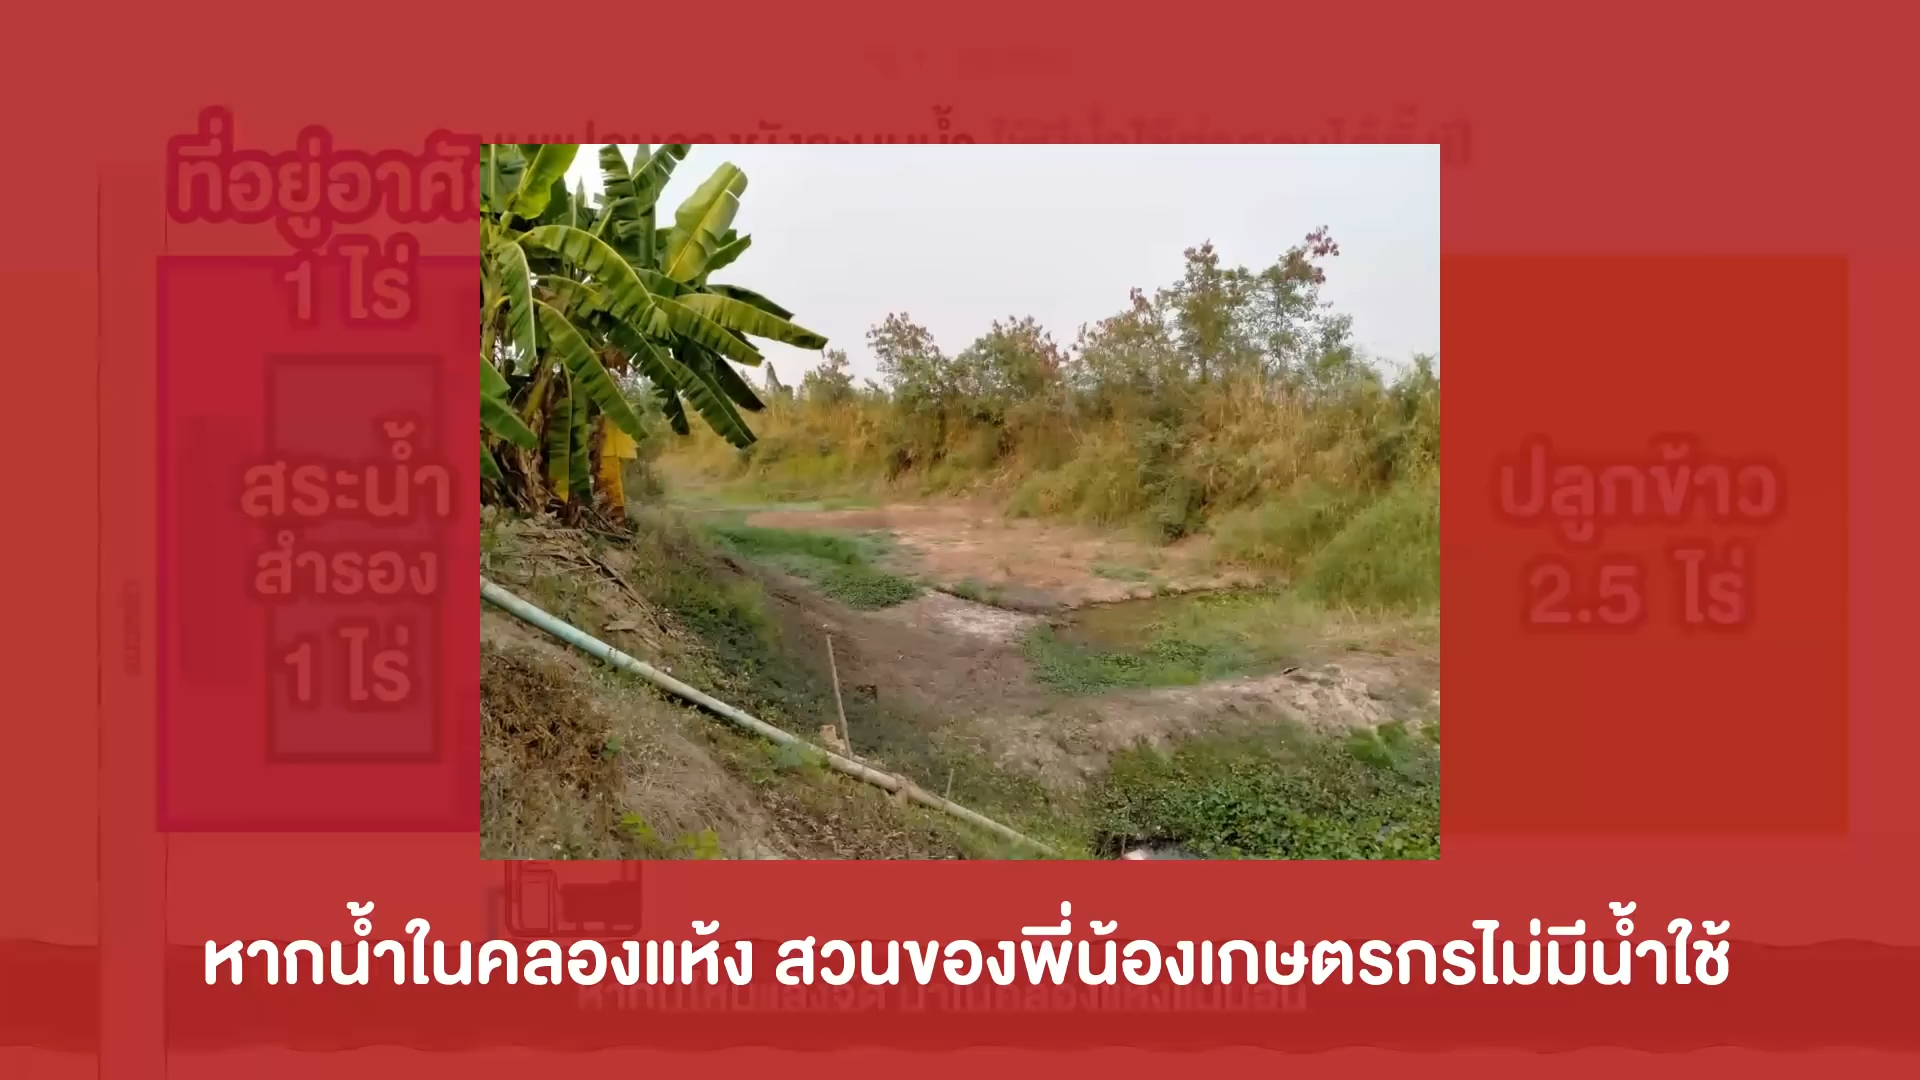 ที่อยู่อาศัย
1 ไร่
สระน้ำ
สำรอง
1 ไร่
ปลูกข้าว
2.5 ไร่
หากน้ำในคลองแห้ง สวนของพี่น้องเกษตรกรไม่มีน้ำใช้